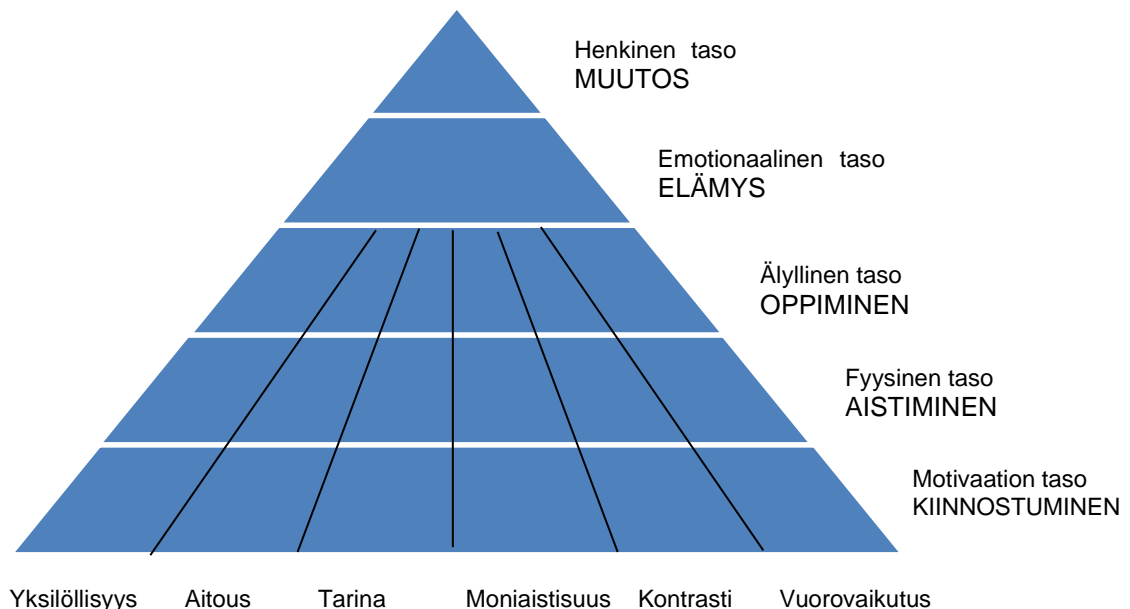 Henkinen taso
MUUTOS
Emotionaalinen taso
ELÄMYS
Älyllinen taso
OPPIMINEN
Fyysinen taso
AISTIMINEN
Motivaation taso
KIINNOSTUMINEN
Yksilöllisyys Aitous Tarina Moniaistisuus Kontrasti Vuorovaikutus